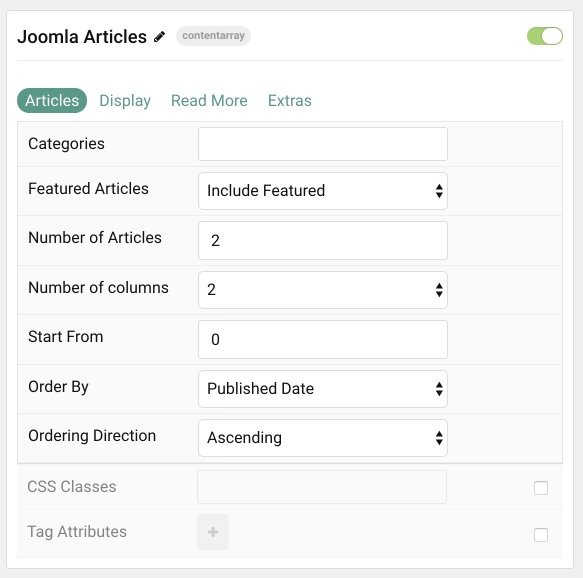 Joomla Articles contentarray
Articles Display Read More Extras
Categories
Featured Articles Include Featured
Number of Articles 2
Number of columns 2
Start From 0
Order By Published Date
Ordering Direction Ascending
CSS Classes
Tag Attributes +